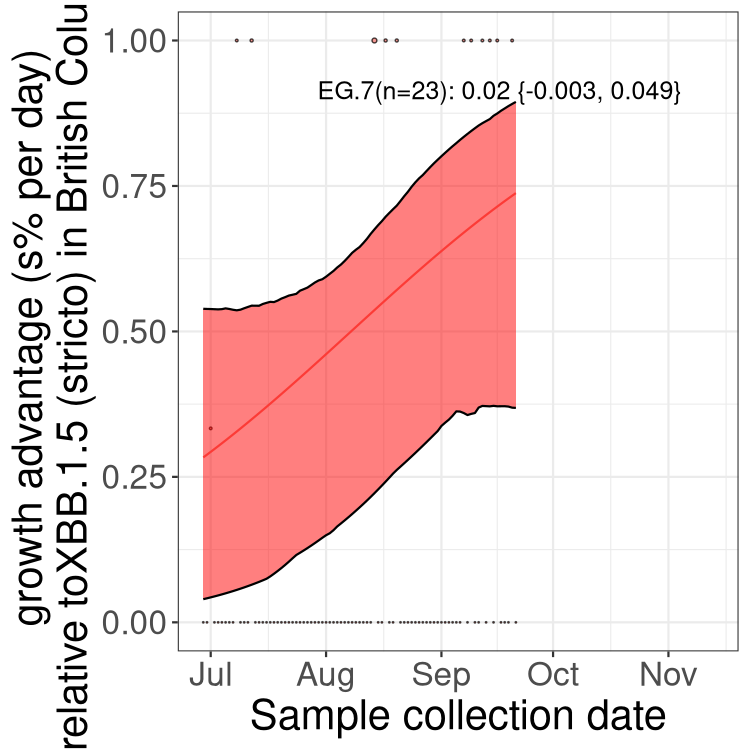 growth advantage (s% per day)
relative toXBB.1.5 (stricto) in British Colu
1.00
0.75
0.50
0.25
0.00
EG.7(n=23): 0.02 {-0.003, 0.049}
Jul Aug Sep Oct Nov
Sample collection date